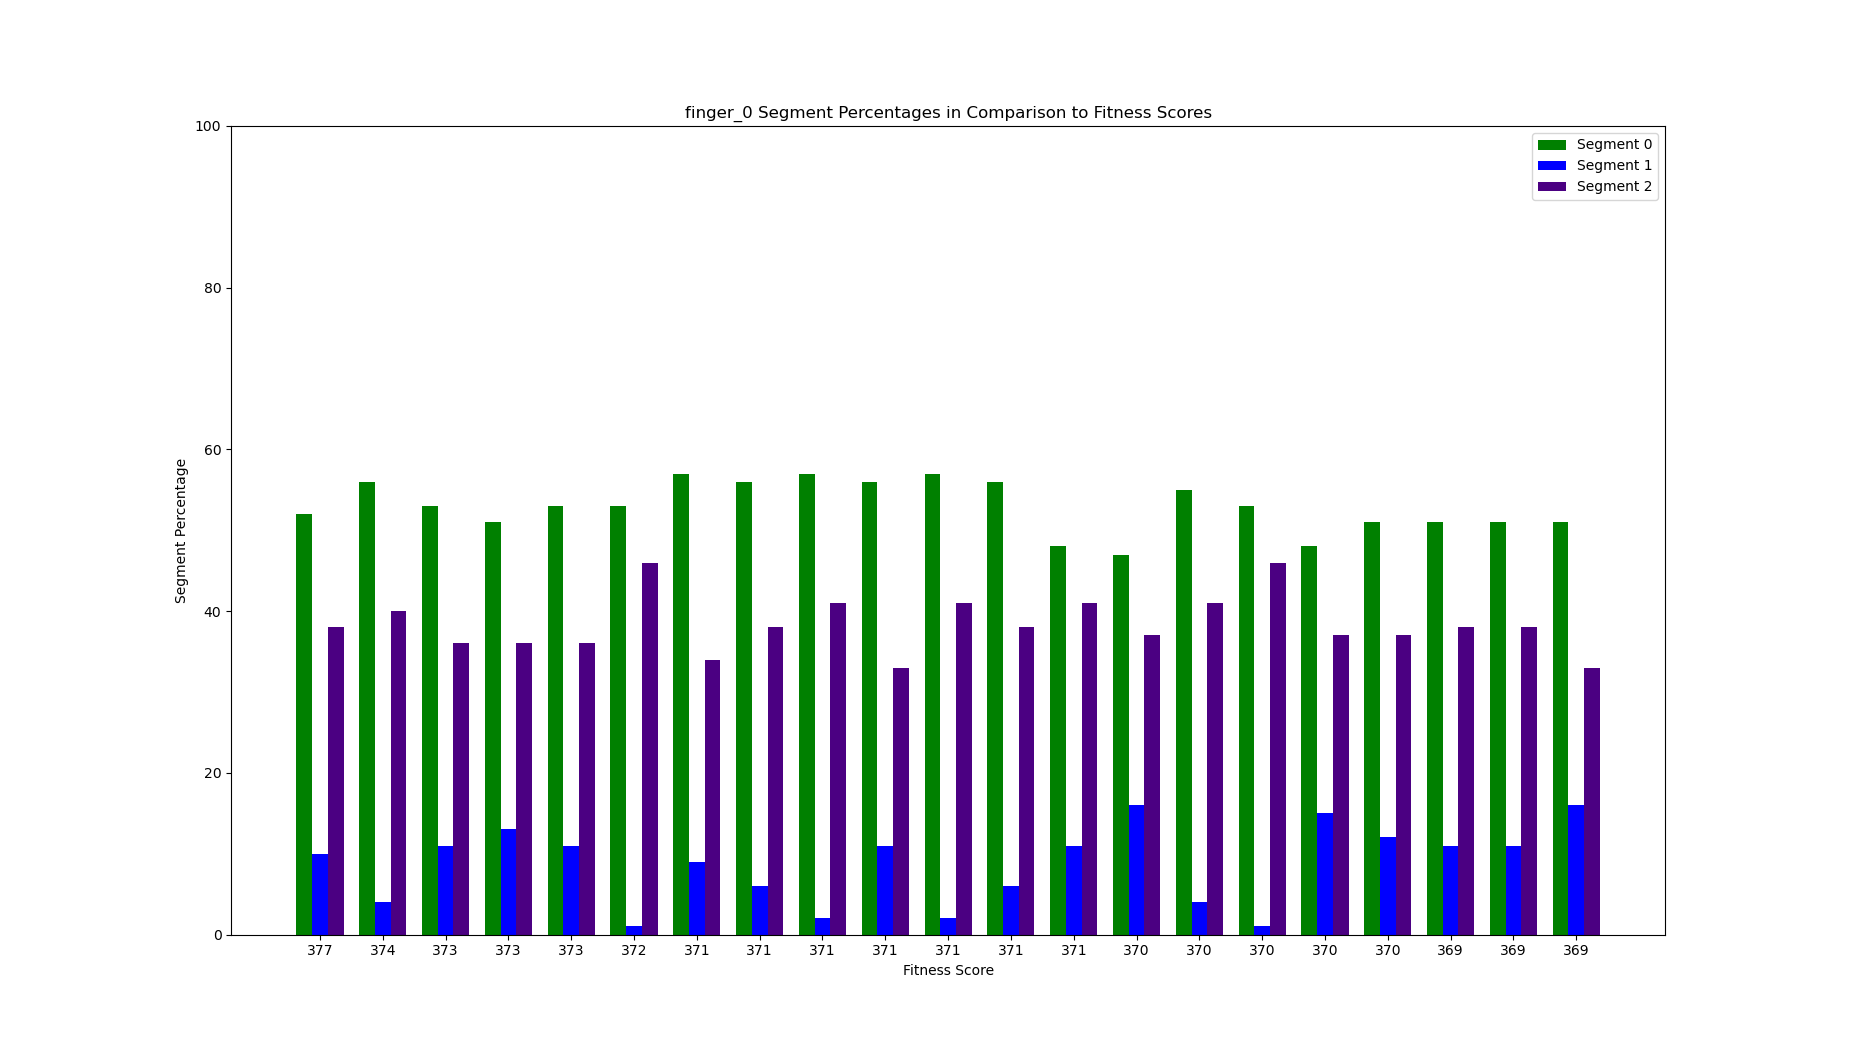 finger_0 Segment Percentages in Comparison to Fitness Scores
100
80
60
40
20
0
Segment Percentage
Segment 0
Segment 1
Segment 2
377 374 373 373 373 372 371 371 371 371 371 371 371 370 370 370 370 370 369 369 369
Fitness Score